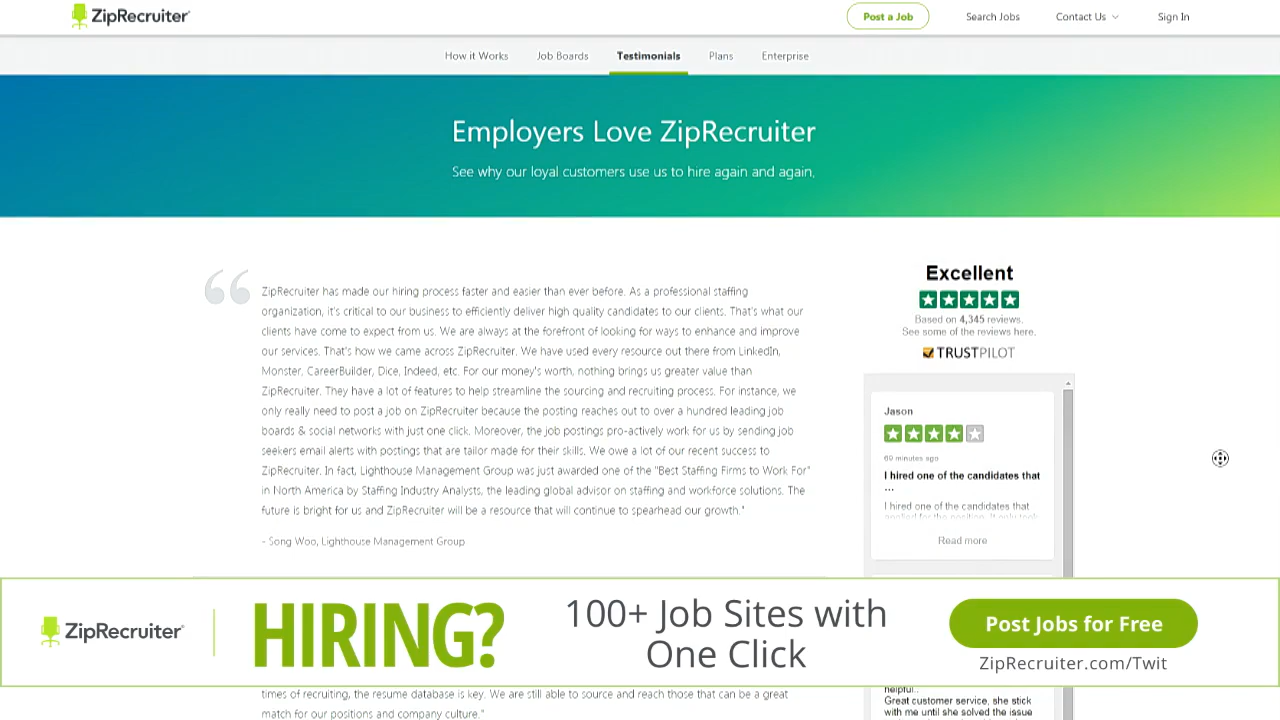 ZipRecruiter
Post a Job
Search Jobs
Contact Us
Sign In
How it Works
Job Boards
Testimonials
Plans
Enterprise
Employers Love ZipRecruiter
See why our loyal customers use us to hire again and again.
ZipRecruiter has made our hiring process faster and easier than ever before. As a professional staffing
organization, it's critical to our business to efficiently deliver high quality candidates to our clients. That's what our
clients have come to expect from us. We are always at the forefront of looking for ways to enhance and improve
our services. That's how we came across ZipRecruiter. We have used every resource out there from LinkedIn,
Monster, CareerBuilder, Dice, Indeed, etc. For our money's worth, nothing brings us greater value than
ZipRecruiter. They have a lot of features to help streamline the sourcing and recruiting process. For instance, we
only really need to post a job on ZipRecruiter because the posting reaches out to over a hundred leading job
boards & social networks with just one click. Moreover, the job postings pro-actively work for us by sending job
seekers email alerts with postings that are tailor made for their skills. We owe a lot of our recent success to
ZipRecruiter. In fact, Lighthouse Management Group was just awarded one of the "Best Staffing Firms to Work For"
in North America by Staffing Industry Analysts, the leading global advisor on staffing and workforce solutions. The
future is bright for us and ZipRecruiter will be a resource that will continue to spearhead our growth."
- Song Woo, Lighthouse Management Group
Excellent
Based on 4,345 reviews.
See some of the reviews here.
TRUSTPILOT
Jason
60 minutes ago
I hired one of the candidates that
...
I hired one of the candidates that
applied for the position. It only took
Read more
ZipRecruiter
HIRING?
100+ Job Sites with
One Click
Post Jobs for Free
ZipRecruiter.com/Twit
times of recruiting, the resume database is key. We are still able to source and reach those that can be a great
match for our positions and company culture."
helpful..
Great customer service, she stick
with me until she solved the issue